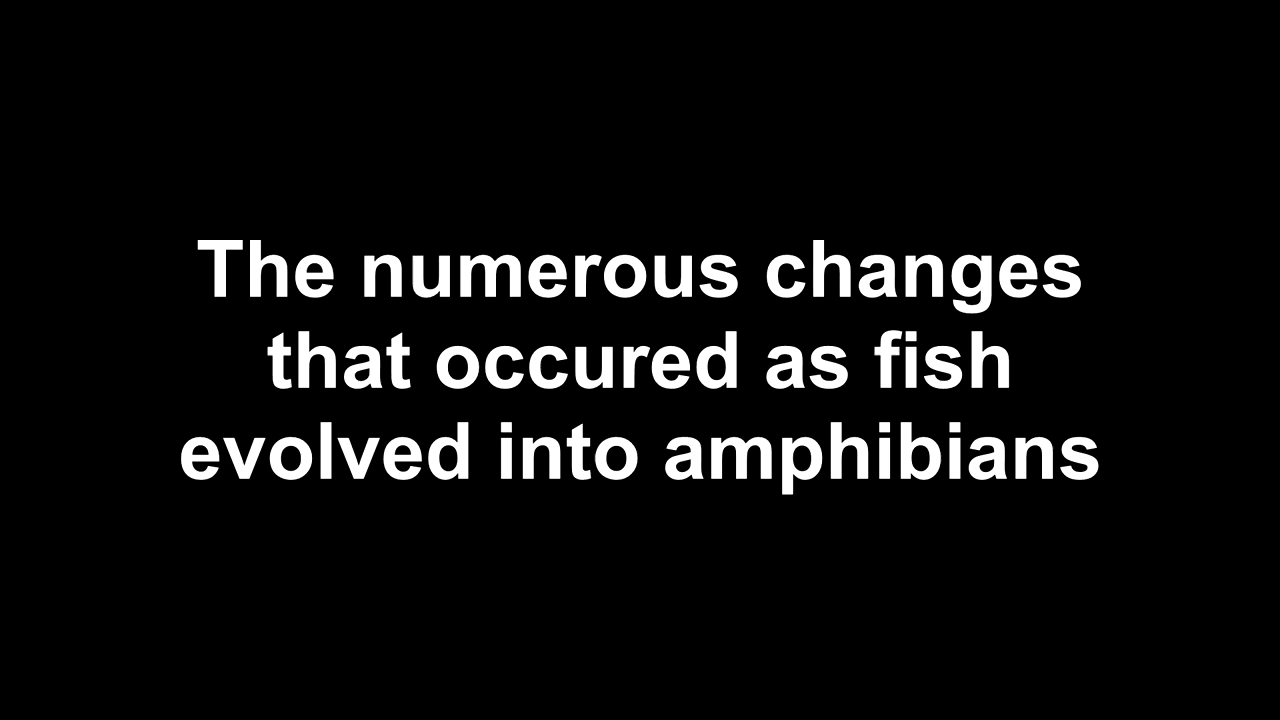 The numerous changes
that occured as fish
evolved into amphibians